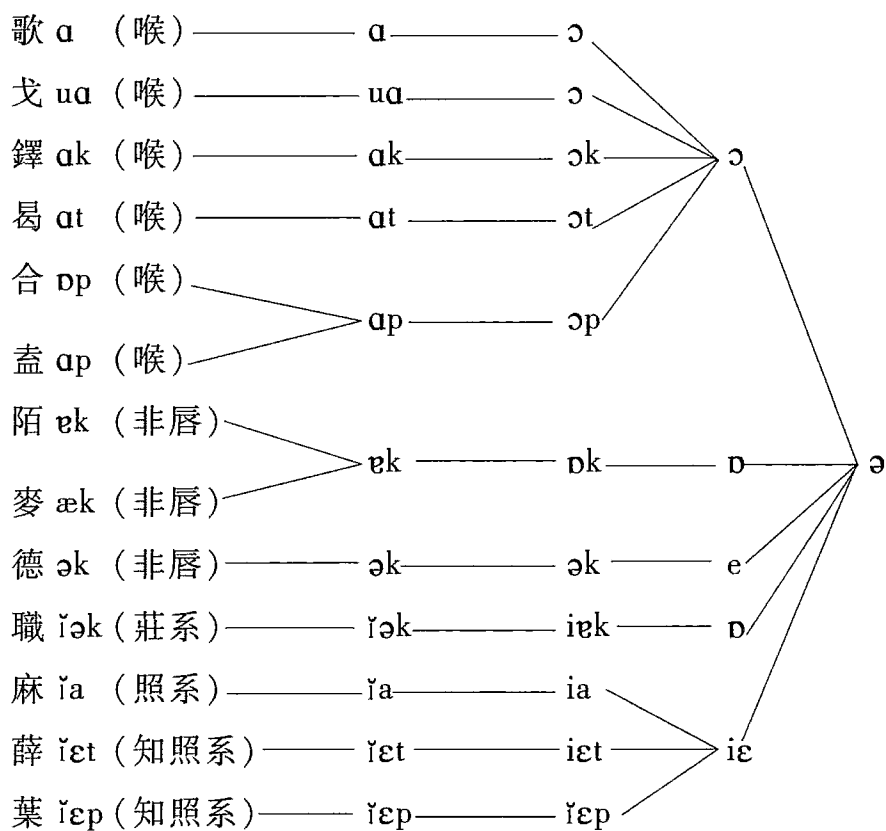 歌 ɑ （喉） ɑ ɔ
戈 uɑ （喉） uɑ ɔ
鐸 ɑk （喉） ɑk ɔk ɔ
曷 ɑt （喉） ɑt ɔt
合 ɒp （喉）
ɑp ɔp
盍 ɑp （喉）
陌 ɐk （非唇）
ɐk ɒk ɒ ə
麥 æk （非唇）
德 ək （非唇） ək ək e
職 ĭək（莊系） ĭək iɐk ɒ
麻 ĭa （照系） ĭa ia
薛 ĭɛt（知照系） ĭɛt iɛt iɛ
葉 ĭɛp（知照系） ĭɛp ĭɛp